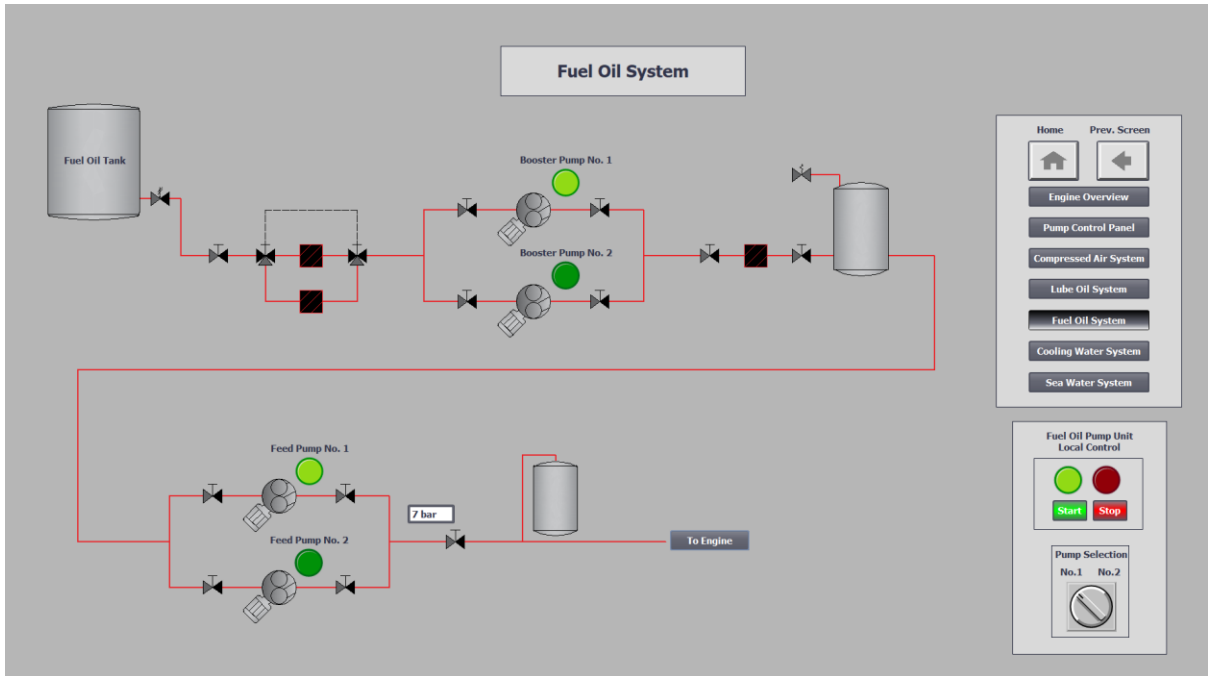 Fuel Oil System
Fuel Oil Tank
Booster Pump No. 1
Booster Pump No. 2
Feed Pump No. 1
7 bar
Feed Pump No. 2
To Engine
Home Prev. Screen
Engine Overview
Pump Control Panel
Compressed Air System
Lube Oil System
Fuel Oil System
Cooling Water System
Sea Water System
Fuel Oil Pump Unit
Local Control
Start Stop
Pump Selection
No.1 No.2